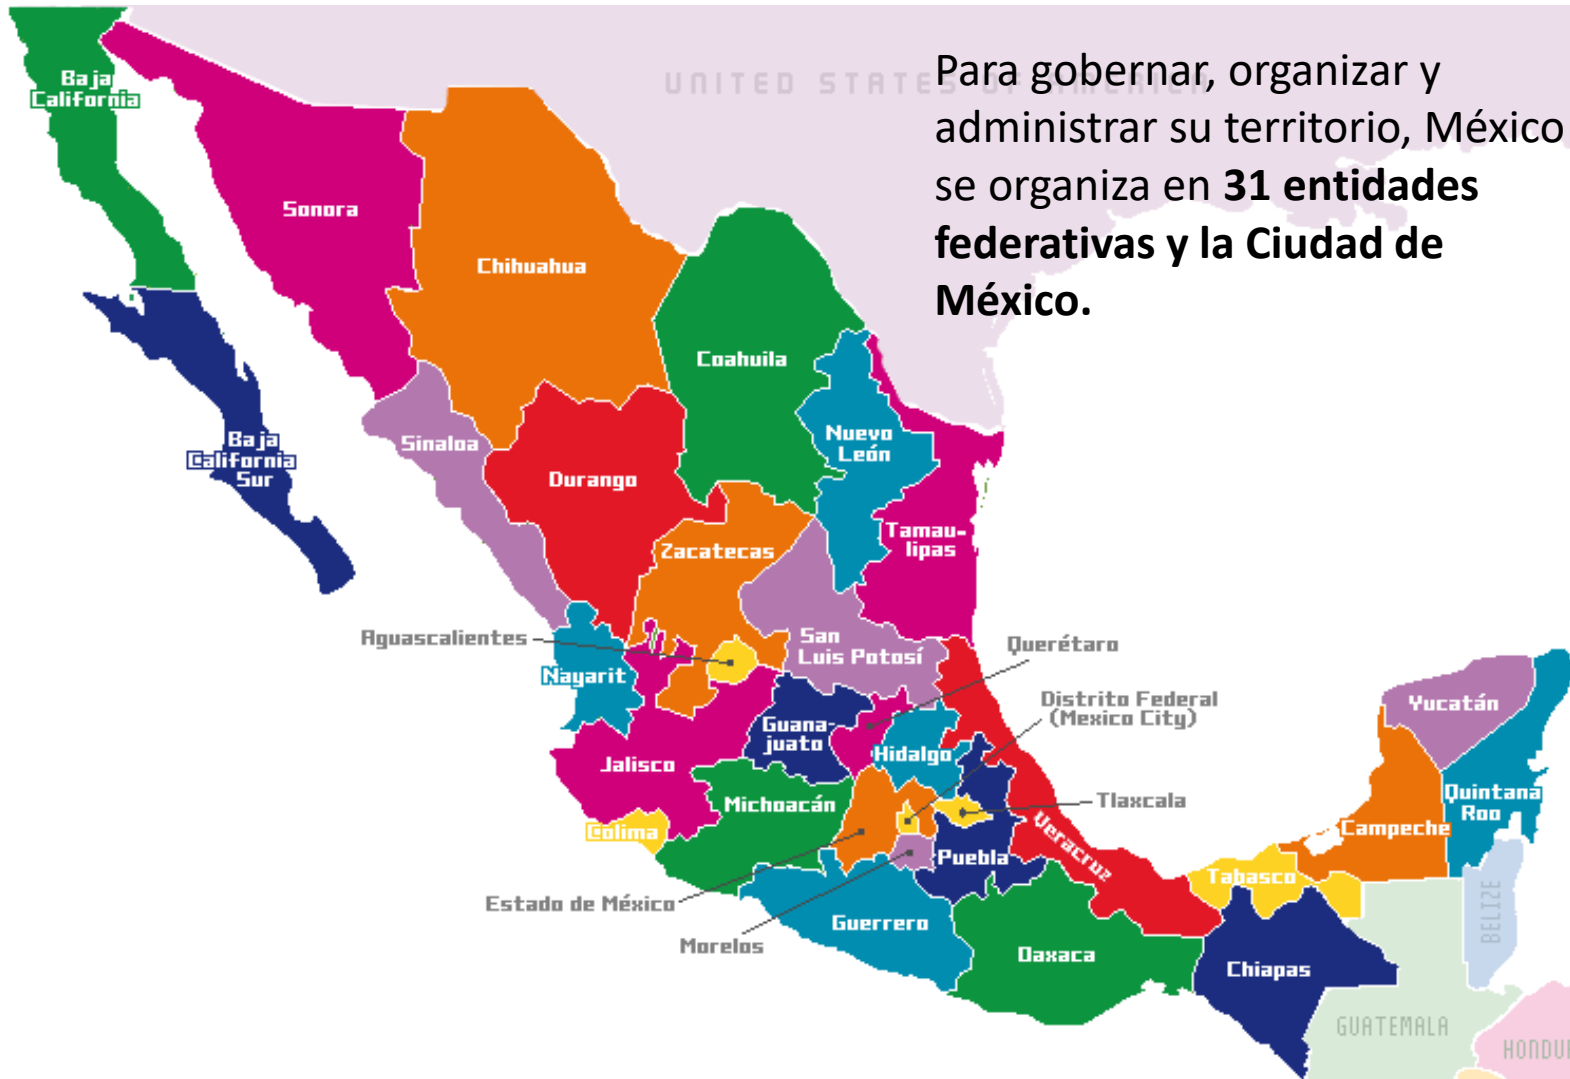 UNITED STATES OF AMERICA
Para gobernar, organizar y
administrar su territorio, México
se organiza en 31 entidades
federativas y la Ciudad de
México.
Baja
California
Sonora
Chihuahua
Coahuila
Baja
California
Sur
Sinaloa
Durango
Nuevo
León
Tamau-
lipas
Zacatecas
Aguascalientes
San
Luis Potosí
Querétaro
Nayarit
Distrito Federal
(Mexico City)
Yucatán
Guana-
juato
Hidalgo
Jalisco
Michoacán
Tlaxcala
Quintana
Roo
Colima
Veracruz
Campeche
Puebla
Tabasco
Estado de México
Morelos
Guerrero
Oaxaca
Chiapas
BELIZE
GUATEMALA
HONDU